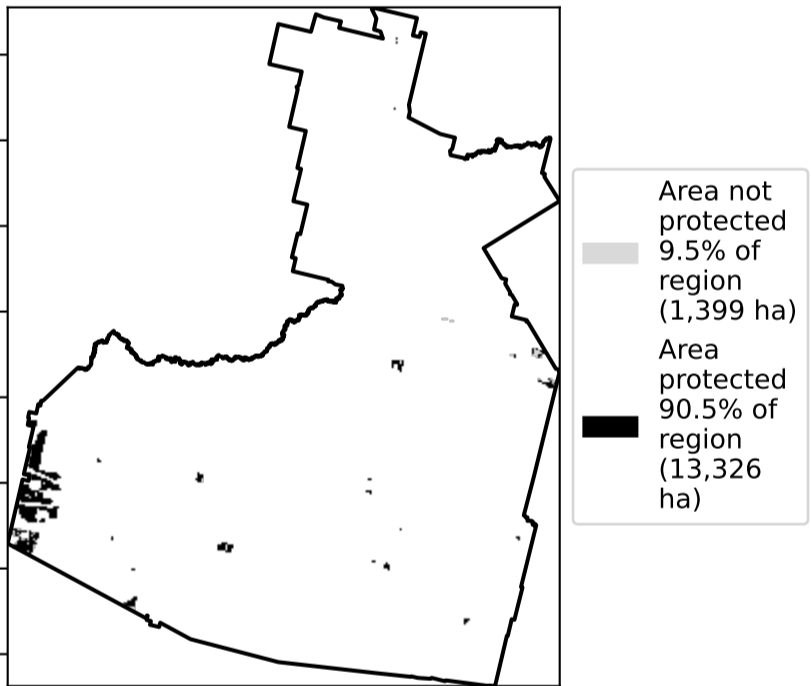 Area not
protected
9.5% of
region
(1,399 ha)
Area
protected
90.5% of
region
(13,326
ha)